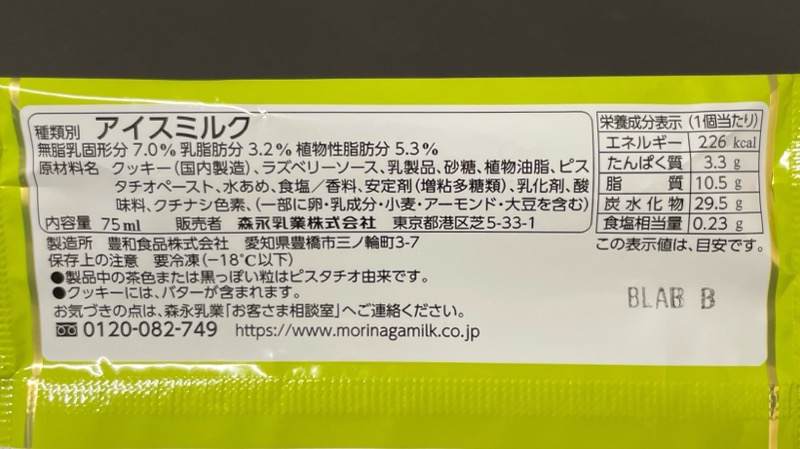 種類別 アイスミルク
無脂乳固形分 7.0% 乳脂肪分 3.2% 植物性脂肪分 5.3%
原材料名 クッキー(国内製造)、ラズベリーソース、乳製品、砂糖、植物油脂、ピス
タチオペースト、水あめ、食塩／香料、安定剤(増粘多糖類)、乳化剤、酸
味料、クチナシ色素、(一部に卵・乳成分・小麦・アーモンド・大豆を含む)
内容量 75ml 販売者 森永乳業株式会社 東京都港区芝5-33-1
製造所 豊和食品株式会社 愛知県豊橋市三ノ輪町3-7
保存上の注意 要冷凍(−18℃以下)
●製品中の茶色または黒っぽい粒はピスタチオ由来です。
●クッキーには、バターが含まれます。
お気づきの点は、森永乳業「お客さま相談室」へご連絡ください。
0120-082-749 https://www.morinagamilk.co.jp
栄養成分表示 (1個当たり)
エネルギー 226 kcal
たんぱく質 3.3 g
脂質 10.5 g
炭水化物 29.5 g
食塩相当量 0.23 g
この表示値は、目安です。
BLAB B